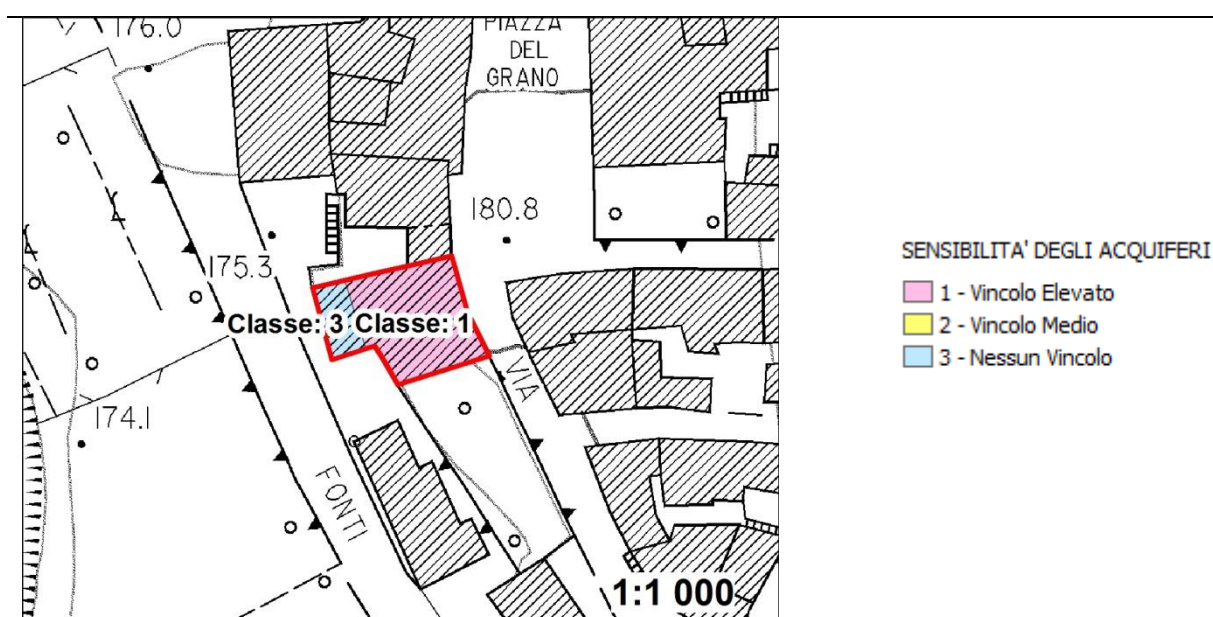 176.0
PIAZZA
DEL
GRANO
180.8
175.3
Classe: 3 Classe: 1
VIA
174.1
FONTI
1:1 000
SENSIBILITA' DEGLI ACQUIFERI
1 - Vincolo Elevato
2 - Vincolo Medio
3 - Nessun Vincolo